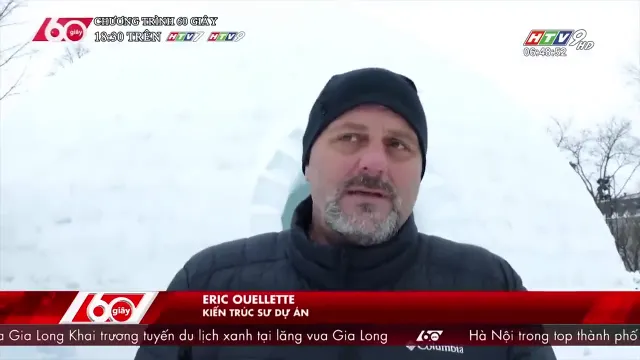 60 giây
CHƯƠNG TRÌNH 60 GIÂY
18:30 TRÊN HTV7 HTV9
HTV9 HD
06:48:52
60 giây
ERIC OUELLETTE
KIẾN TRÚC SƯ DỰ ÁN
a Gia Long Khai trương tuyến du lịch xanh tại lăng vua Gia Long 60 giây Hà Nội trong top thành phố
Columbia